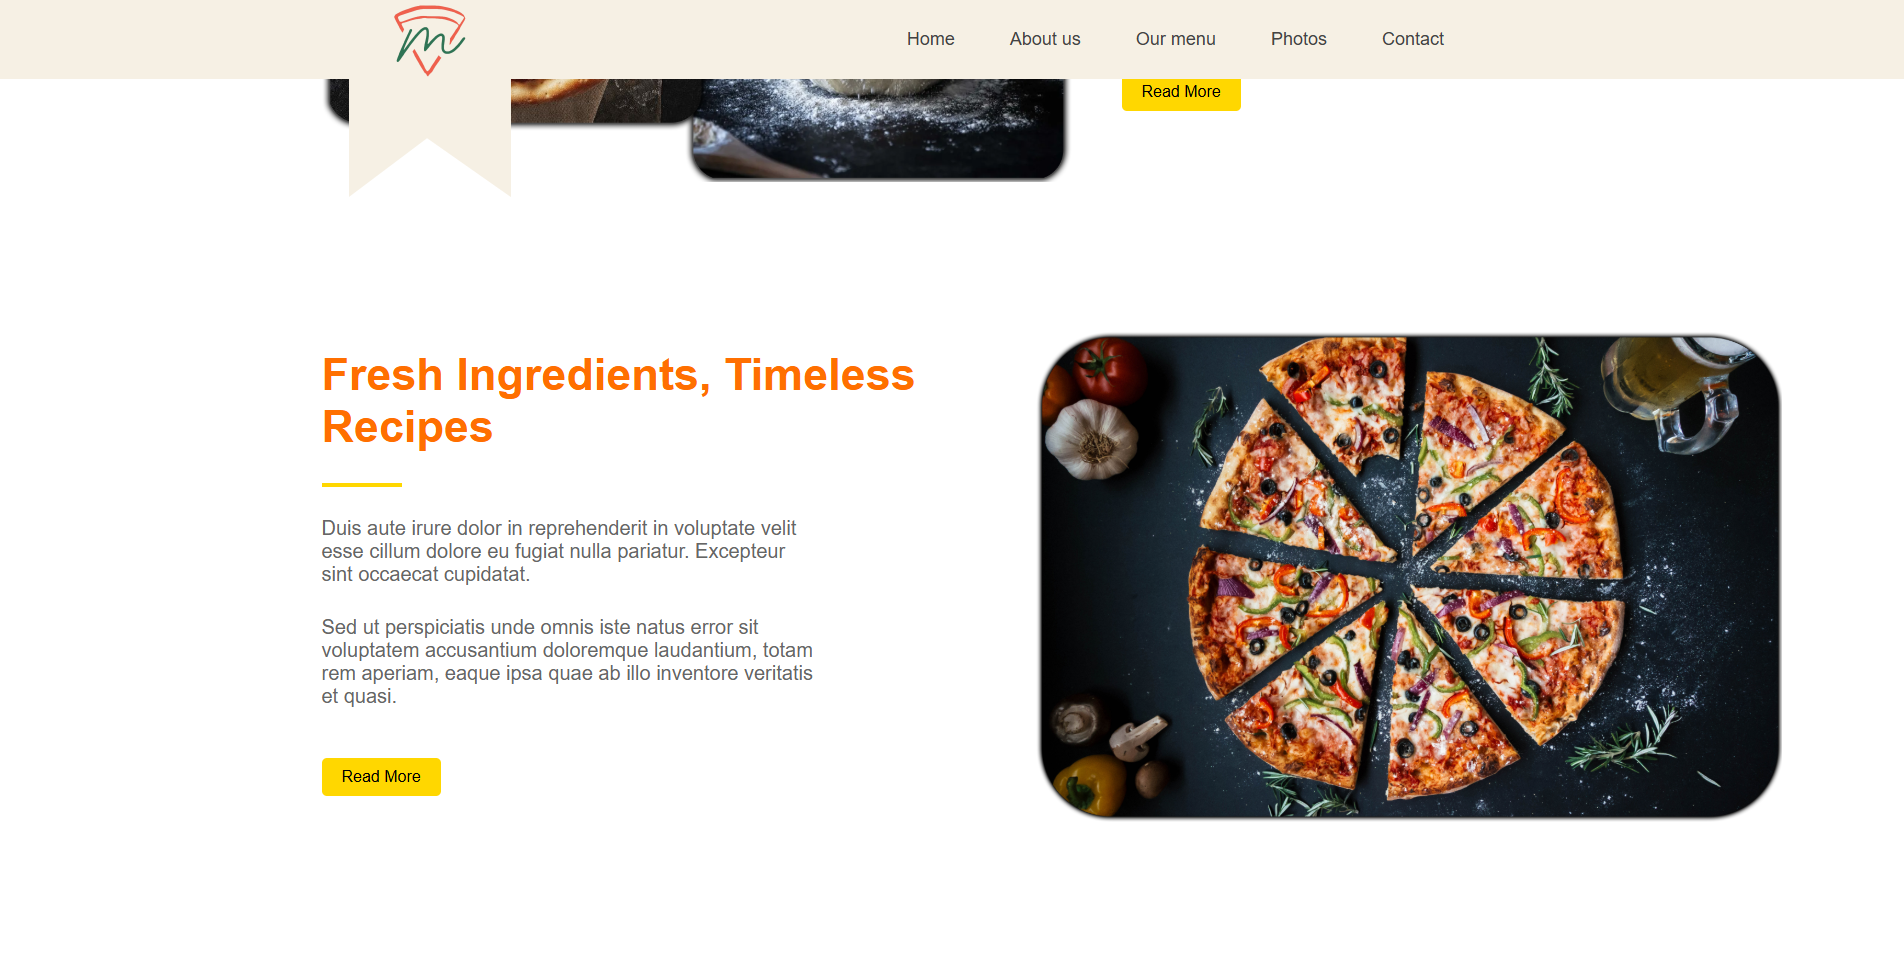 m
Home About us Our menu Photos Contact
Read More
Fresh Ingredients, Timeless
Recipes
Duis aute irure dolor in reprehenderit in voluptate velit
esse cillum dolore eu fugiat nulla pariatur. Excepteur
sint occaecat cupidatat.
Sed ut perspiciatis unde omnis iste natus error sit
voluptatem accusantium doloremque laudantium, totam
rem aperiam, eaque ipsa quae ab illo inventore veritatis
et quasi.
Read More